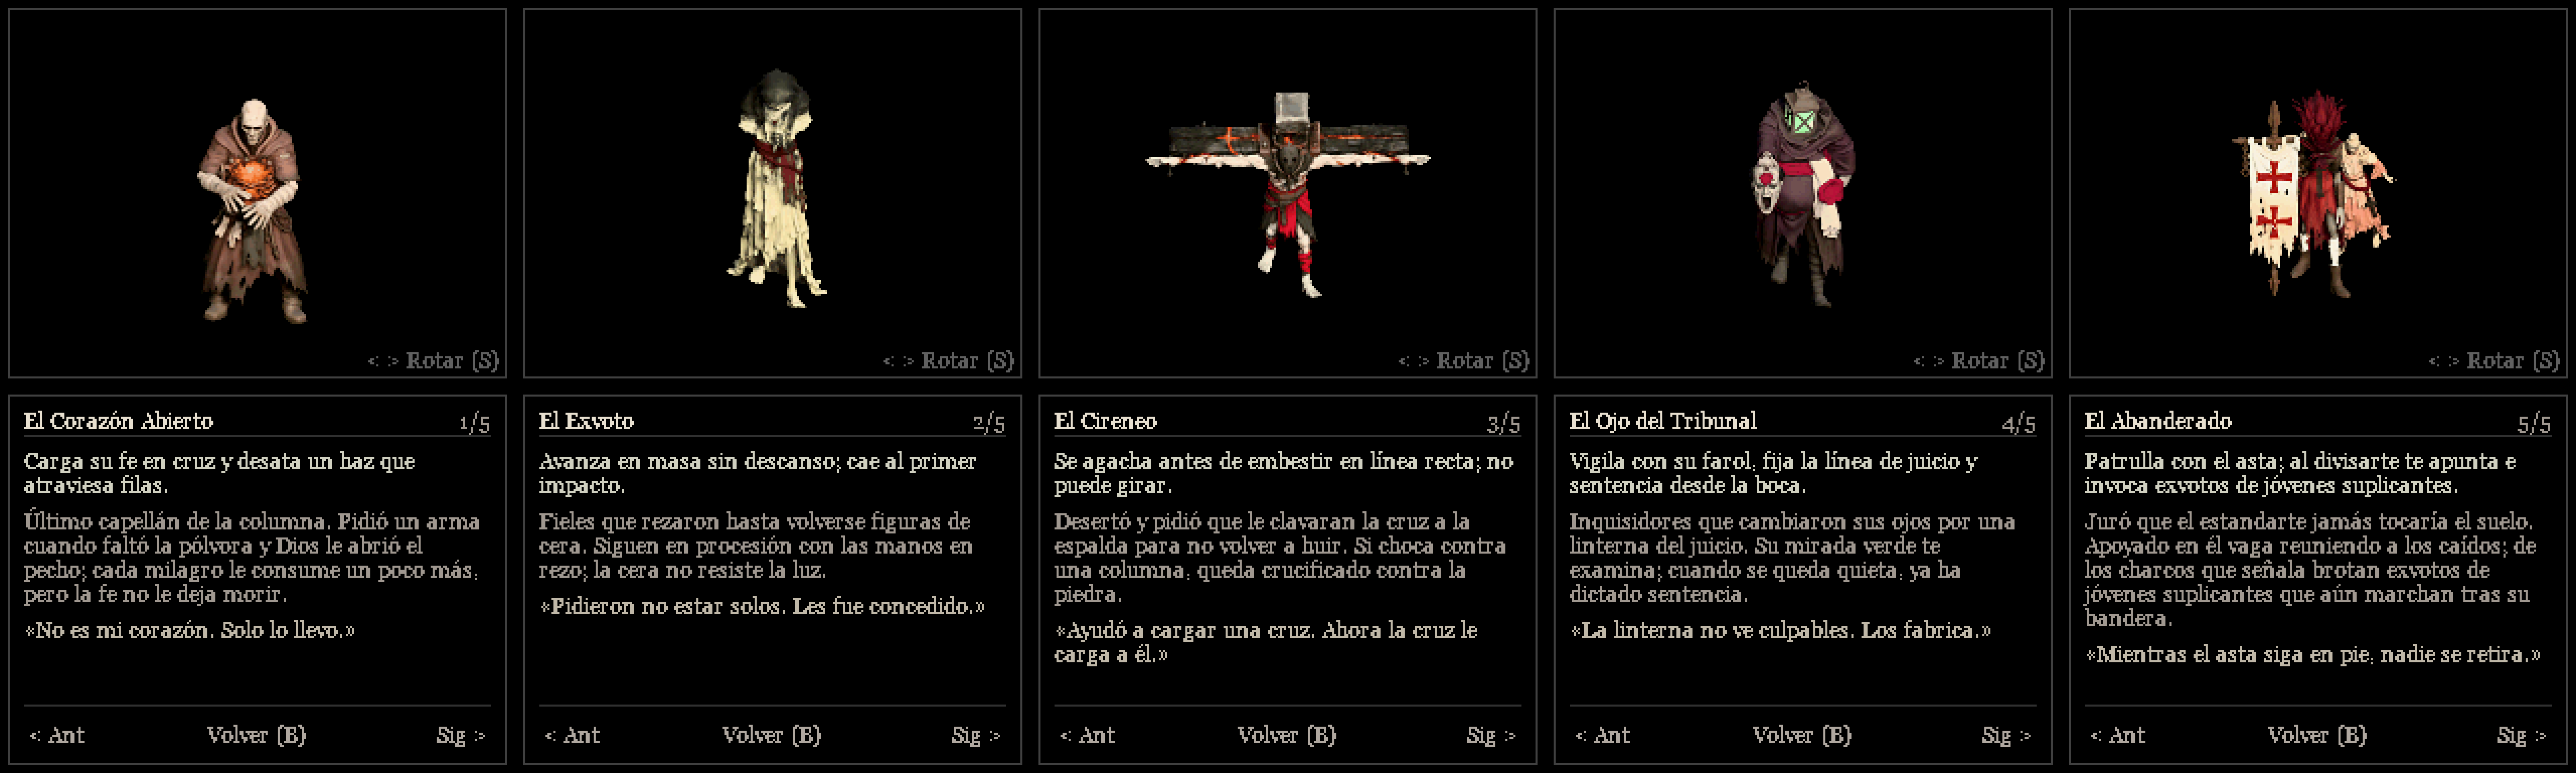 <:> Rotar (S)
<:> Rotar (S)
<:> Rotar (S)
<:> Rotar (S)
<:> Rotar (S)
El Corazón Abierto 1/5
Carga su fe en cruz y desata un haz que
atraviesa filas.
Último capellán de la columna. Pidió un arma
cuando faltó la pólvora y Dios le abrió el
pecho; cada milagro le consume un poco más,
pero la fe no le deja morir.
«No es mi corazón. Solo lo llevo.»
< Ant Volver (B) Sig >
El Exvoto 2/5
Avanza en masa sin descanso; cae al primer
impacto.
Fieles que rezaron hasta volverse figuras de
cera. Siguen en procesión con las manos en
rezo; la cera no resiste la luz.
«Pidieron no estar solos. Les fue concedido.»
< Ant Volver (B) Sig >
El Cireneo 3/5
Se agacha antes de embestir en línea recta; no
puede girar.
Desertó y pidió que le clavaran la cruz a la
espalda para no volver a huir. Si choca contra
una columna, queda crucificado contra la
piedra.
«Ayudó a cargar una cruz. Ahora la cruz le
carga a él.»
< Ant Volver (B) Sig >
El Ojo del Tribunal 4/5
Vigila con su farol, fija la línea de juicio y
sentencia desde la boca.
Inquisidores que cambiaron sus ojos por una
linterna del juicio. Su mirada verde te
examina; cuando se queda quieta, ya ha
dictado sentencia.
«La linterna no ve culpables. Los fabrica.»
< Ant Volver (B) Sig >
El Abanderado 5/5
Patrulla con el asta; al divisarte te apunta e
invoca exvotos de jóvenes suplicantes.
Juró que el estandarte jamás tocaría el suelo.
Apoyado en él vaga reuniendo a los caídos; de
los charcos que señala brotan exvotos de
jóvenes suplicantes que aún marchan tras su
bandera.
«Mientras el asta siga en pie, nadie se retira.»
< Ant Volver (B) Sig >